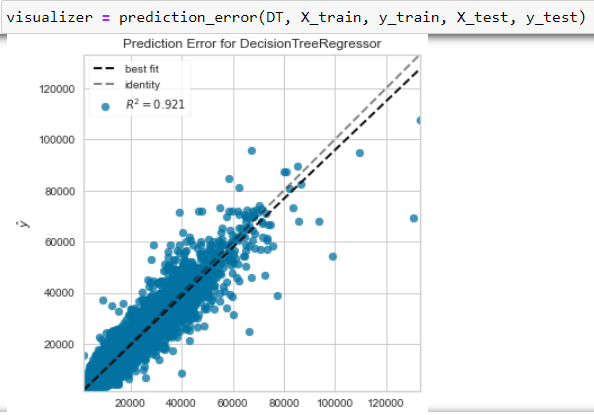 visualizer = prediction_error(DT, X_train, y_train, X_test, y_test)
Prediction Error for DecisionTreeRegressor
best fit
identity
R² = 0.921
120000
100000
80000
60000
40000
20000
ŷ
20000 40000 60000 80000 100000 120000